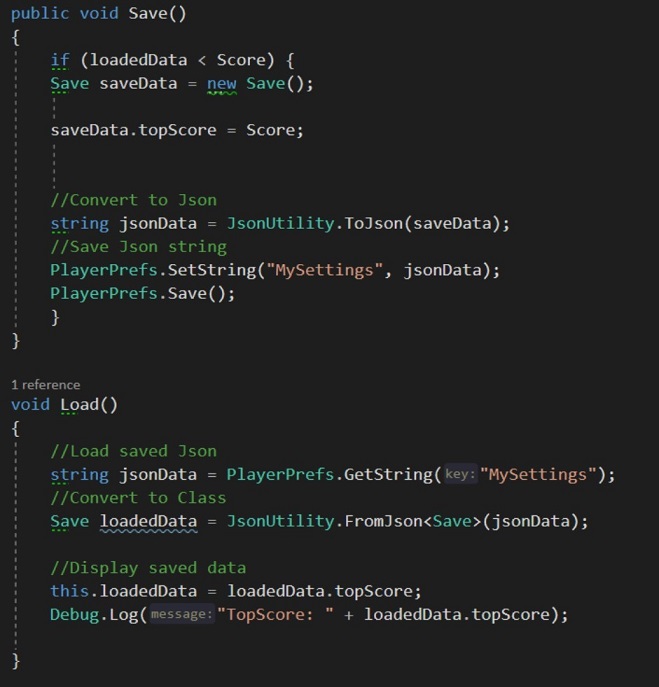 public void Save()
{
if (loadedData < Score) {
Save saveData = new Save();
saveData.topScore = Score;
//Convert to Json
string jsonData = JsonUtility.ToJson(saveData);
//Save Json string
PlayerPrefs.SetString("MySettings", jsonData);
PlayerPrefs.Save();
}
}
1 reference
void Load()
{
//Load saved Json
string jsonData = PlayerPrefs.GetString(key:"MySettings");
//Convert to Class
Save loadedData = JsonUtility.FromJson<Save>(jsonData);
//Display saved data
this.loadedData = loadedData.topScore;
Debug.Log(message:"TopScore: " + loadedData.topScore);
}